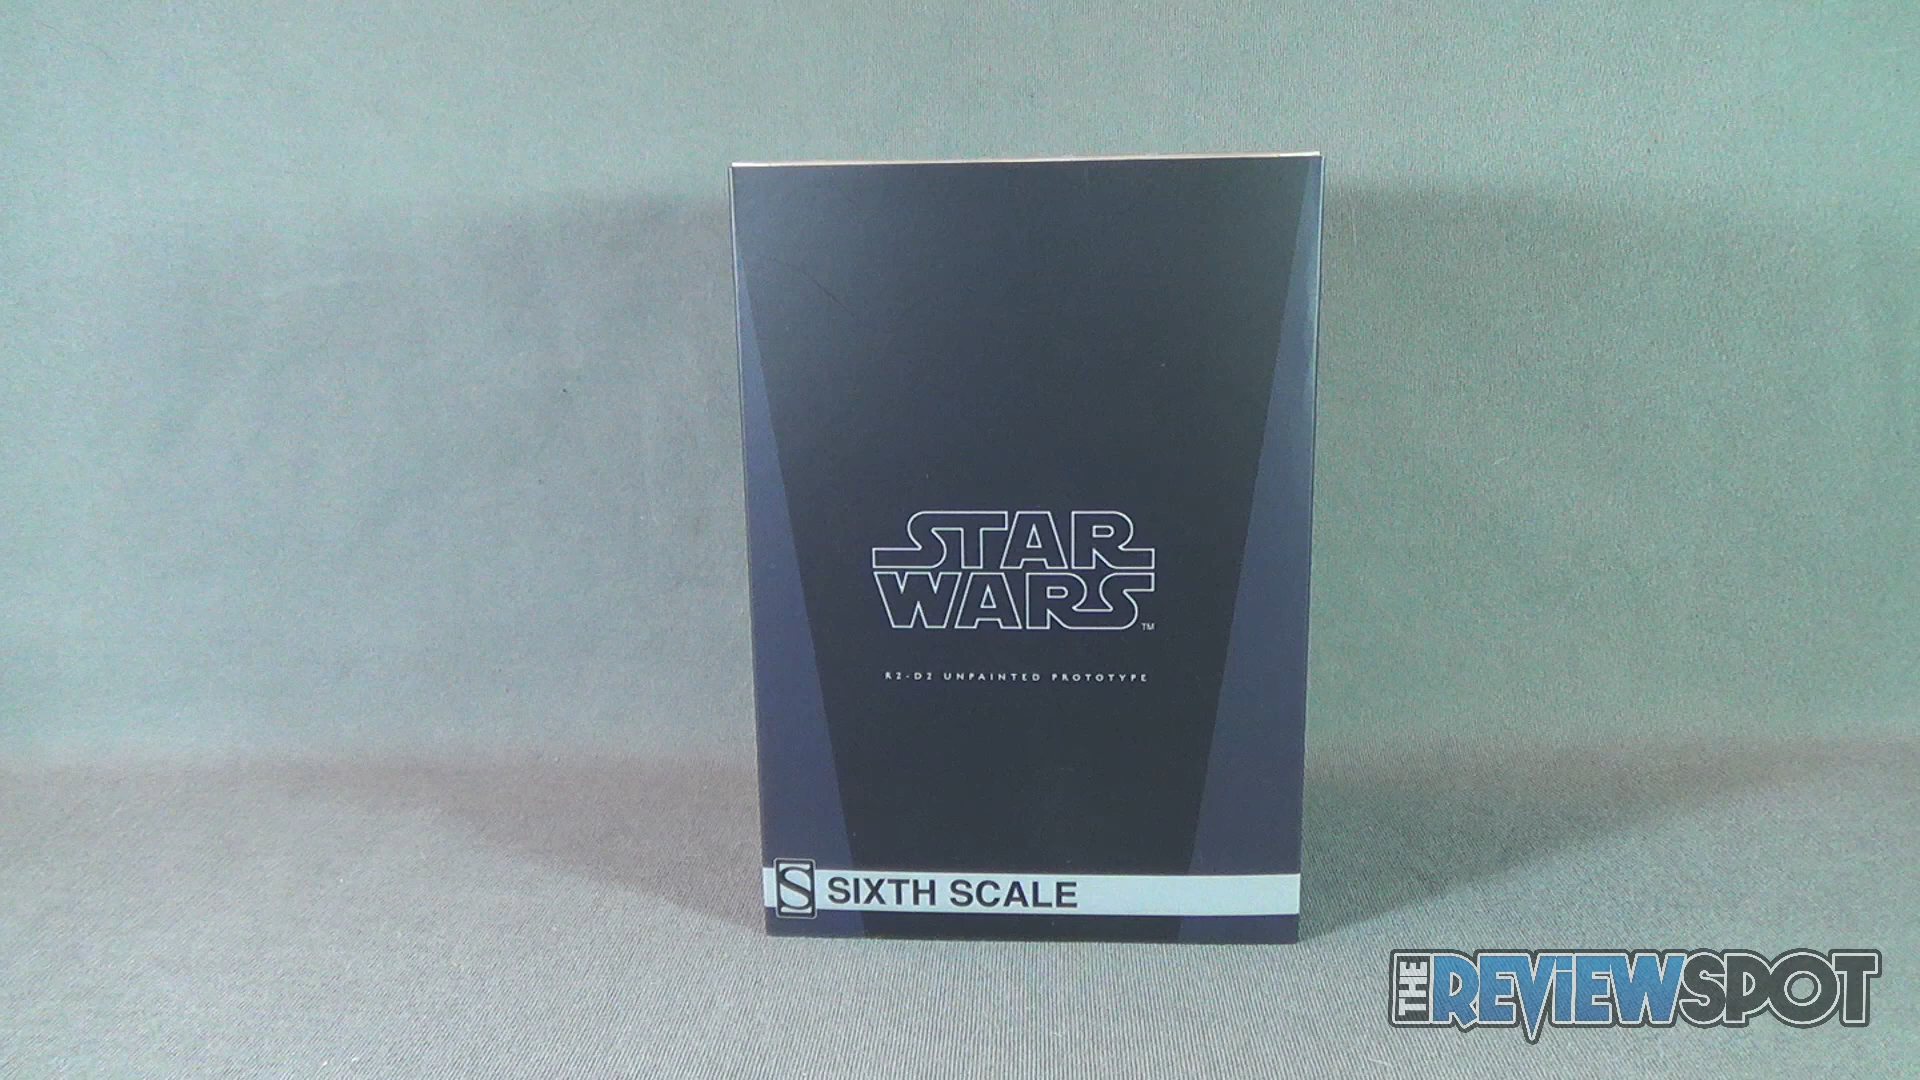 STAR
WARS
TM
R2-D2 UNPAINTED PROTOTYPE
S SIXTH SCALE
THE REVIEWSPOT